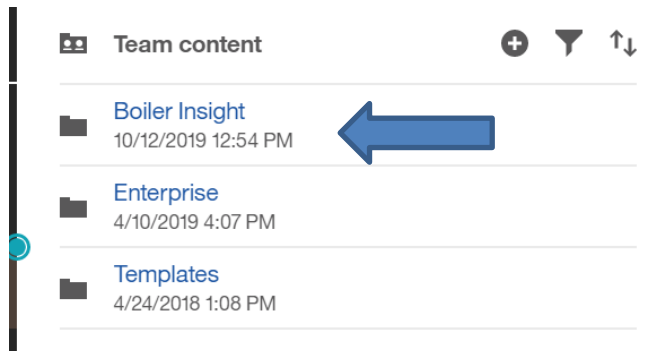 Team content
Boiler Insight
10/12/2019 12:54 PM
Enterprise
4/10/2019 4:07 PM
Templates
4/24/2018 1:08 PM